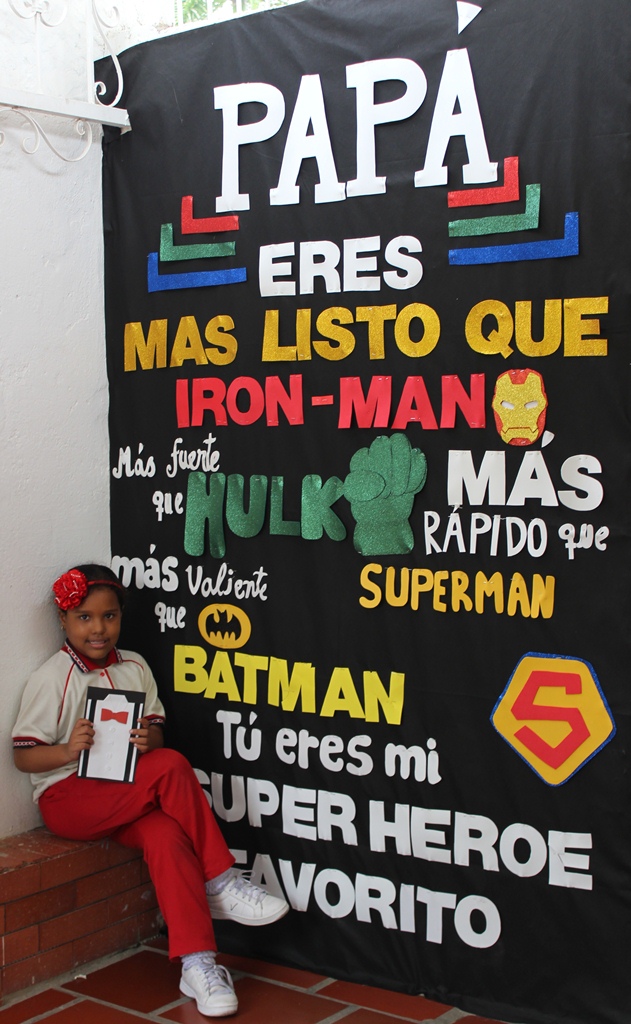 PAPÁ
ERES
MAS LISTO QUE
IRON-MAN
Más fuerte MÁS
que HULK RÁPIDO que
más Valiente SUPERMAN
que S
BATMAN
Tú eres mi
SUPER HEROE
FAVORITO